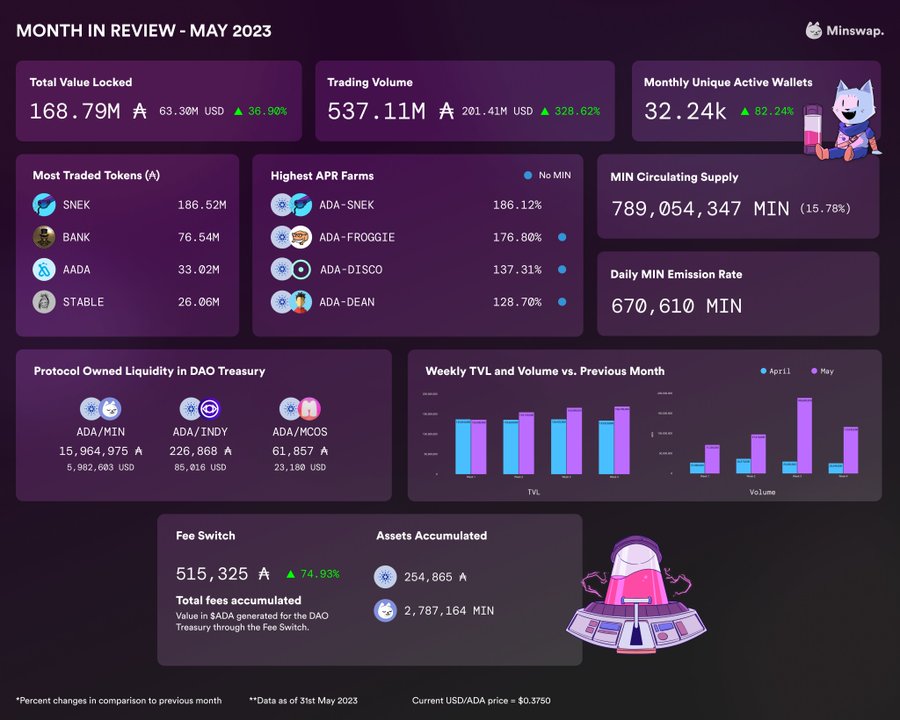 MONTH IN REVIEW - MAY 2023
Minswap.
Total Value Locked
168.79M ₳ 63.30M USD ▲ 36.90%
Trading Volume
537.11M ₳ 201.41M USD ▲ 328.62%
Monthly Unique Active Wallets
32.24k ▲ 82.24%
Most Traded Tokens (₳)
SNEK 186.52M
BANK 76.54M
AADA 33.02M
STABLE 26.06M
Highest APR Farms
No MIN
ADA-SNEK 186.12%
ADA-FROGGIE 176.80%
ADA-DISCO 137.31%
ADA-DEAN 128.70%
MIN Circulating Supply
789,054,347 MIN (15.78%)
Daily MIN Emission Rate
670,610 MIN
Protocol Owned Liquidity in DAO Treasury
ADA/MIN
15,964,975 ₳
5,982,603 USD
ADA/INDY
226,868 ₳
85,016 USD
ADA/MCOS
61,857 ₳
23,180 USD
Weekly TVL and Volume vs. Previous Month
April May
TVL
Volume
Fee Switch
515,325 ₳ ▲ 74.93%
Total fees accumulated
Value in $ADA generated for the DAO
Treasury through the Fee Switch.
Assets Accumulated
254,865 ₳
2,787,164 MIN
*Percent changes in comparison to previous month
**Data as of 31st May 2023
Current USD/ADA price = $0.3750